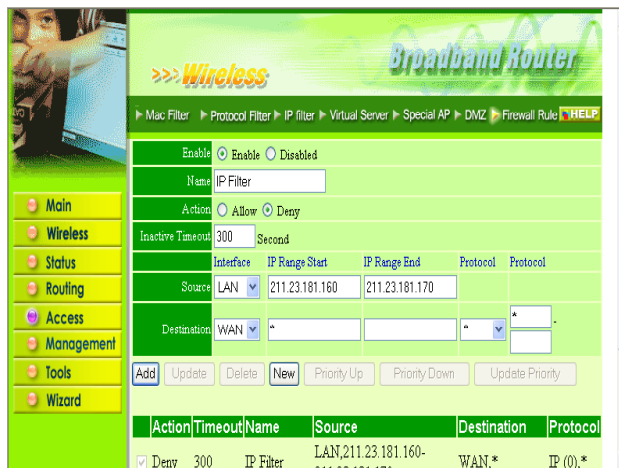 >>> Wireless
Broadband Router
Mac Filter Protocol Filter IP filter Virtual Server Special AP DMZ Firewall Rule HELP
Enable Enable Disabled
Name IP Filter
Action Allow Deny
Inactive Timeout 300 Second
Interface IP Range Start IP Range End Protocol Protocol
Source LAN 211.23.181.160 211.23.181.170
Destination WAN * * * -
Add Update Delete New Priority Up Priority Down Update Priority
Main
Wireless
Status
Routing
Access
Management
Tools
Wizard
Action Timeout Name Source Destination Protocol
Deny 300 IP Filter LAN,211.23.181.160- WAN,* IP (0),*